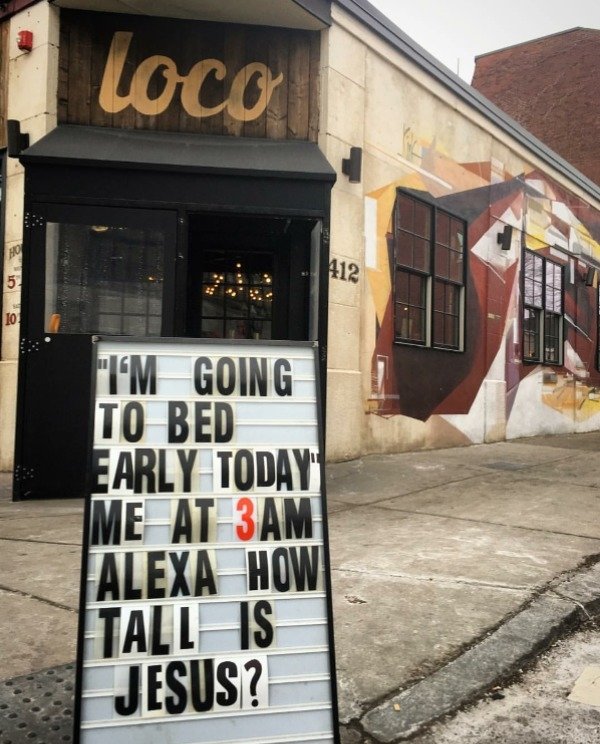 loco
412
"I'M GOING
TO BED
EARLY TODAY"
ME AT 3AM
ALEXA HOW
TALL IS
JESUS?